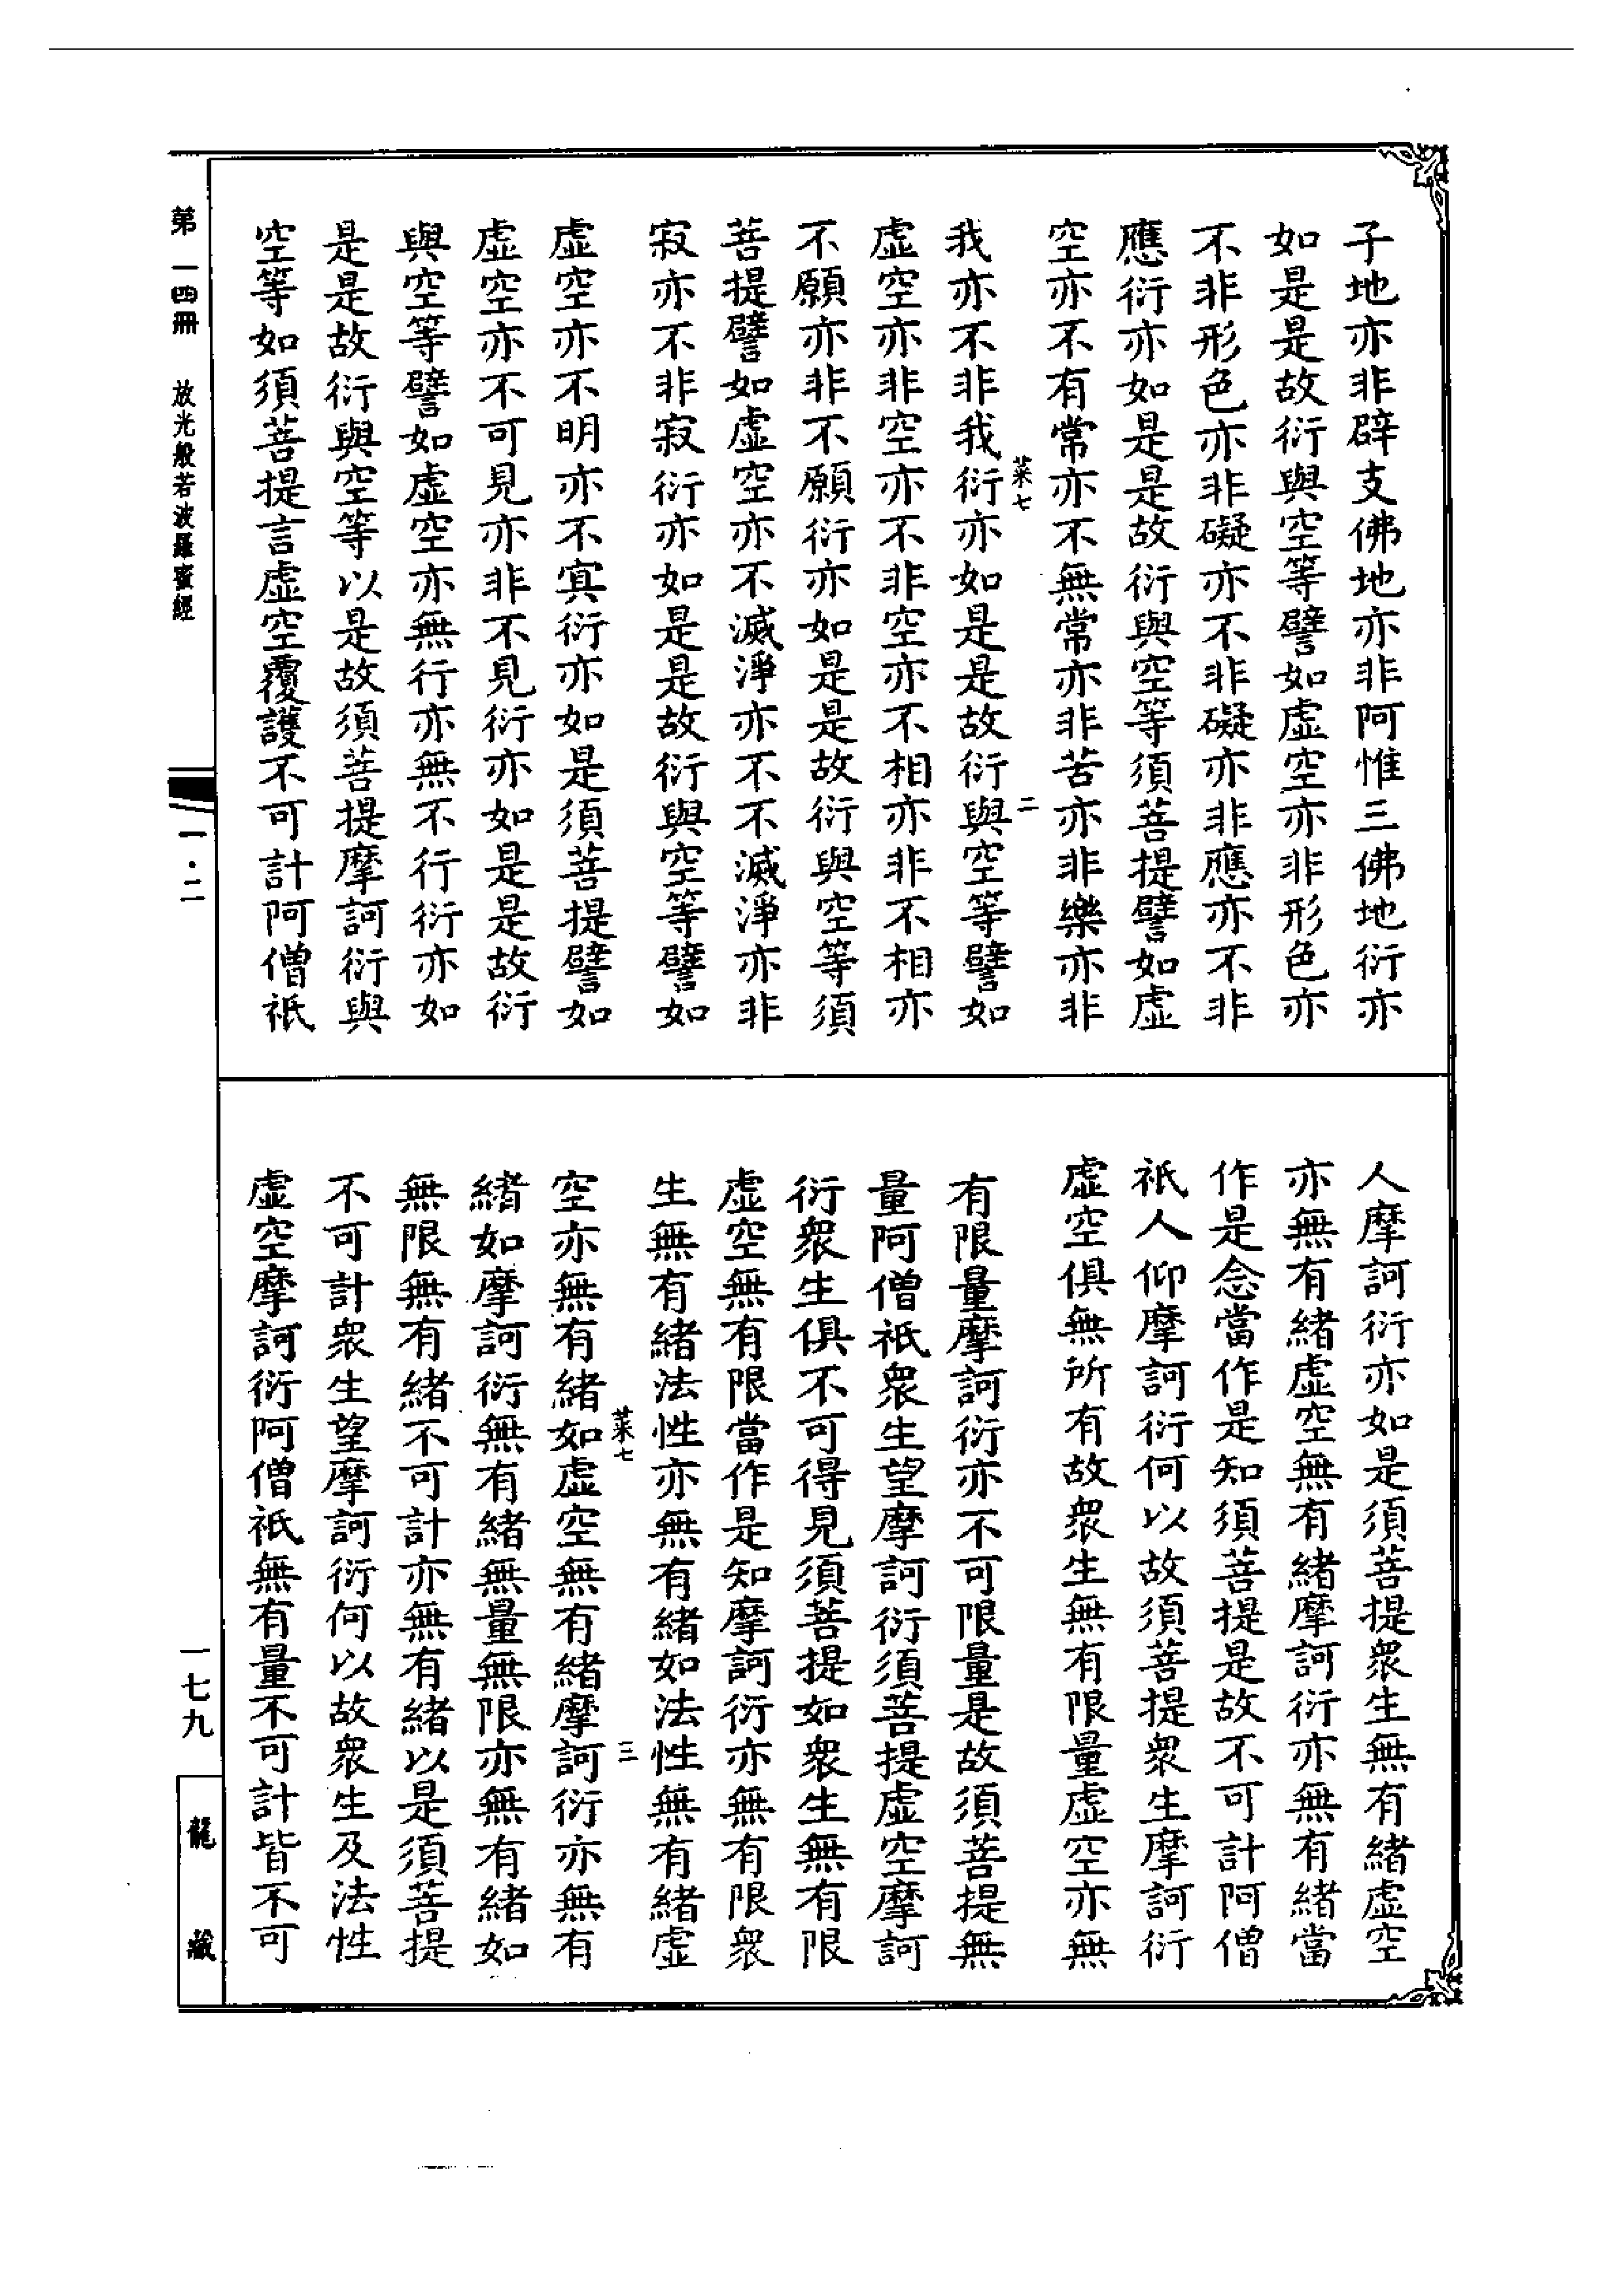 子地亦非辟支佛地亦非阿惟三佛地衍亦
如是是故衍與空等譬如虛空亦非形色亦
不非形色亦非礙亦不非礙亦非應亦不非
應衍亦如是是故衍與空等須菩提譬如虛
空亦不有常亦不無常亦非苦亦非樂亦非
菜七 二
我亦不非我衍亦如是是故衍與空等譬如
虛空亦非空亦不非空亦不相亦非不相亦
不願亦非不願衍亦如是是故衍與空等須
菩提譬如虛空亦不滅淨亦不不滅淨亦非
寂亦不非寂衍亦如是是故衍與空等譬如
虛空亦不明亦不冥衍亦如是須菩提譬如
虛空亦不可見亦非不見衍亦如是是故衍
與空等譬如虛空亦無行亦無不行衍亦如
是是故衍與空等以是故須菩提摩訶衍與
空等如須菩提言虛空覆護不可計阿僧祇
人摩訶衍亦如是須菩提衆生無有緒虛空
亦無有緒虛空無有緒摩訶衍亦無有緒當
作是念當作是知須菩提是故不可計阿僧
祇人仰摩訶衍何以故須菩提衆生摩訶衍
虛空俱無所有故衆生無有限量虛空亦無
有限量摩訶衍亦不可限量是故須菩提無
量阿僧祇衆生望摩訶衍須菩提虛空摩訶
衍衆生俱不可得見須菩提如衆生無有限
虛空無有限當作是知摩訶衍亦無有限衆
生無有緒法性亦無有緒如法性無有緒虛
菜七 三
空亦無有緒如虛空無有緒摩訶衍亦無有
緒如摩訶衍無有緒無量無限亦無有緒如
無限無有緒不可計亦無有緒以是須菩提
不可計衆生望摩訶衍何以故衆生及法性
虛空摩訶衍阿僧祇無有量不可計皆不可
第一四冊 放光般若波羅蜜經
一·二
一七九
龍藏